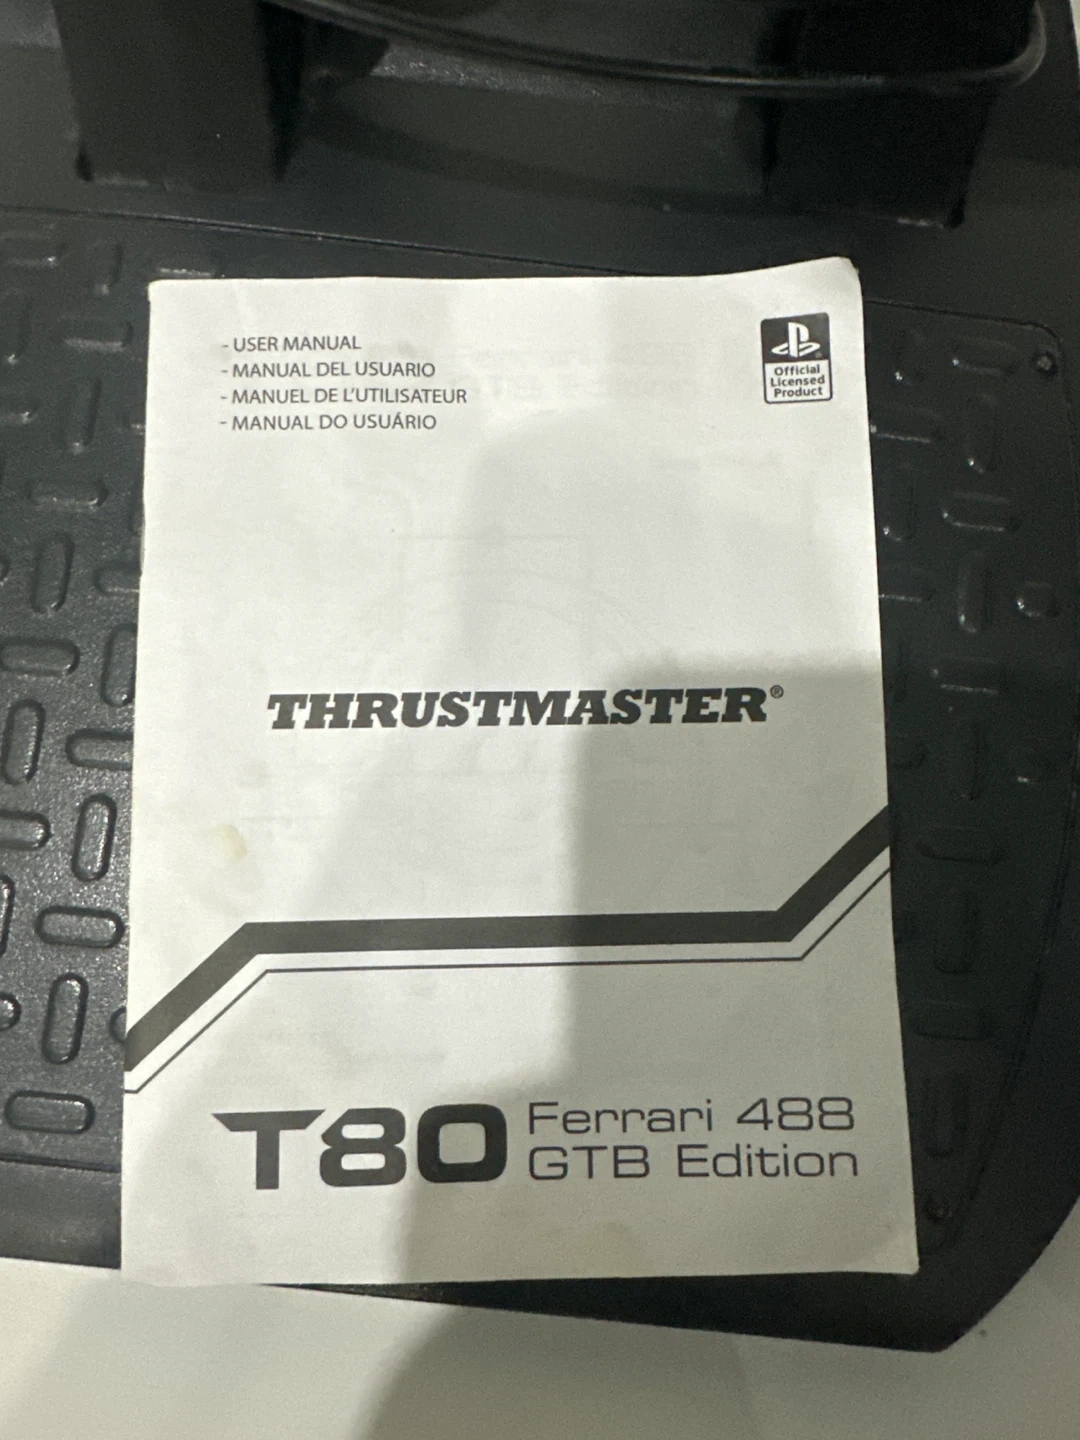 - USER MANUAL
- MANUAL DEL USUARIO
- MANUEL DE L'UTILISATEUR
- MANUAL DO USUÁRIO
Official
Licensed
Product
THRUSTMASTER®
T80
Ferrari 488
GTB Edition